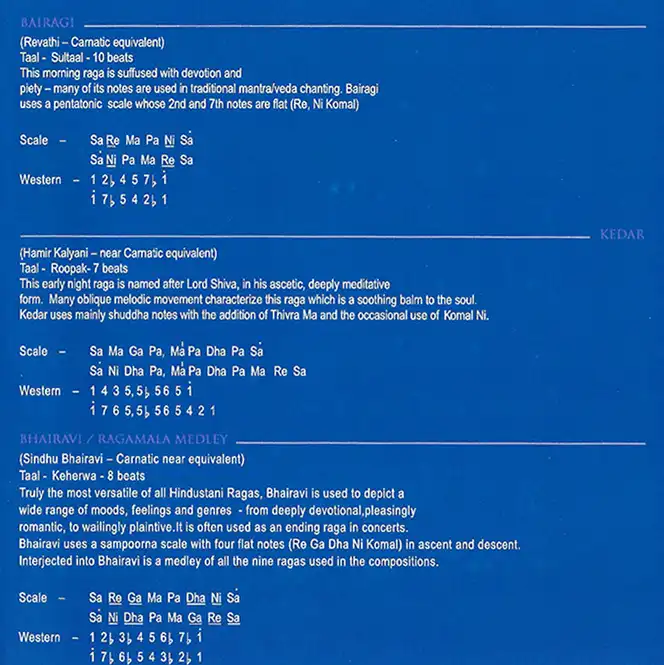 BAIRAGI
(Revathi – Carnatic equivalent)
Taal - Sultaal - 10 beats
This morning raga is suffused with devotion and
piety – many of its notes are used in traditional mantra/veda chanting. Bairagi
uses a pentatonic scale whose 2nd and 7th notes are flat (Re, Ni Komal)
Scale – Sa Re Ma Pa Ni Ṡa
Ṡa Ni Pa Ma Re Sa
Western – 1 2♭ 4 5 7♭ 1̇
1̇ 7♭ 5 4 2♭ 1
KEDAR
(Hamir Kalyani – near Carnatic equivalent)
Taal - Roopak- 7 beats
This early night raga is named after Lord Shiva, in his ascetic, deeply meditative
form. Many oblique melodic movement characterize this raga which is a soothing balm to the soul.
Kedar uses mainly shuddha notes with the addition of Thivra Ma and the occasional use of Komal Ni.
Scale – Sa Ma Ga Pa, Má Pa Dha Pa Ṡa
Ṡa Ni Dha Pa, Má Pa Dha Pa Ma Re Sa
Western – 1 4 3 5,5♭ 56 5 1̇
1̇ 7 6 5,5♭ 56 5 4 2 1
BHAIRAVI / RAGAMALA MEDLEY
(Sindhu Bhairavi – Carnatic near equivalent)
Taal - Keherwa - 8 beats
Truly the most versatile of all Hindustani Ragas, Bhairavi is used to depict a
wide range of moods, feelings and genres - from deeply devotional,pleasingly
romantic, to wailingly plaintive.It is often used as an ending raga in concerts.
Bhairavi uses a sampoorna scale with four flat notes (Re Ga Dha Ni Komal) in ascent and descent.
Interjected into Bhairavi is a medley of all the nine ragas used in the compositions.
Scale – Sa Re Ga Ma Pa Dha Ni Ṡa
Ṡa Ni Dha Pa Ma Ga Re Sa
Western – 1 2♭ 3♭ 4 5 6♭ 7♭ 1̇
1̇ 7♭ 6♭ 5 4 3♭ 2♭ 1